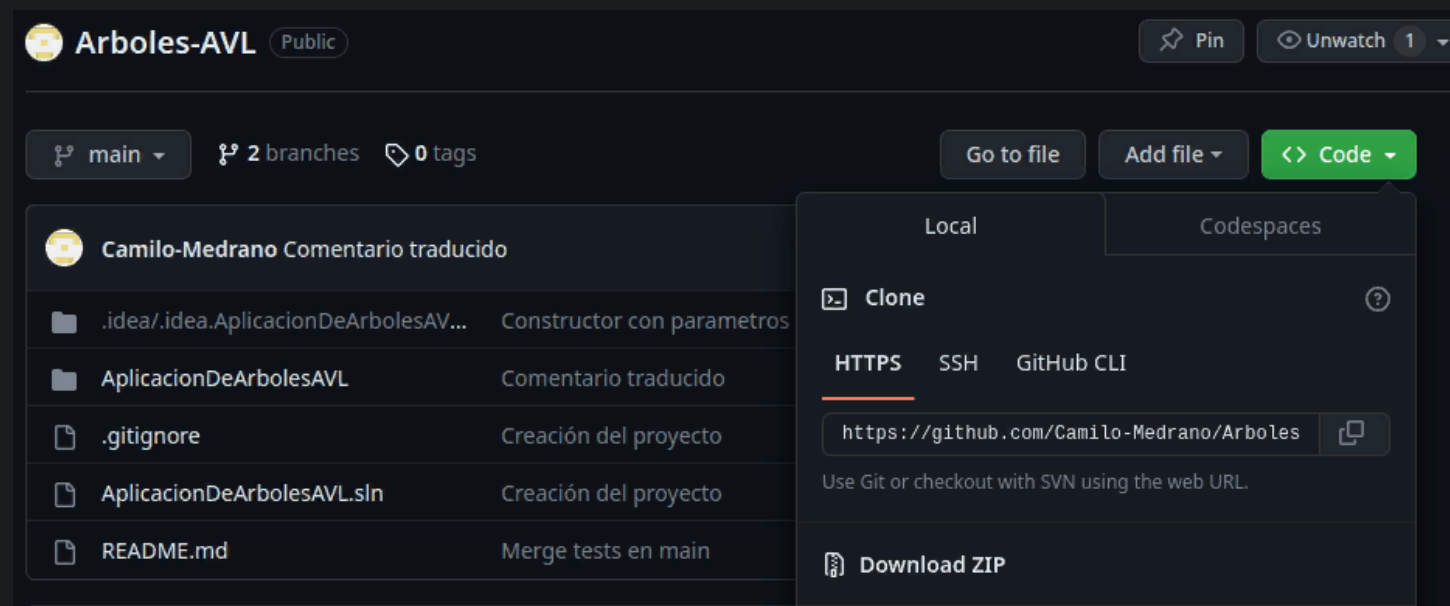 Arboles-AVL Public Pin Unwatch 1
main 2 branches 0 tags Go to file Add file <> Code
Local Codespaces
Camilo-Medrano Comentario traducido
Clone
.idea/.idea.AplicacionDeArbolesAV... Constructor con parametros
HTTPS SSH GitHub CLI
AplicacionDeArbolesAVL Comentario traducido
.gitignore Creación del proyecto
https://github.com/Camilo-Medrano/Arboles
Use Git or checkout with SVN using the web URL.
AplicacionDeArbolesAVL.sln Creación del proyecto
README.md Merge tests en main
Download ZIP